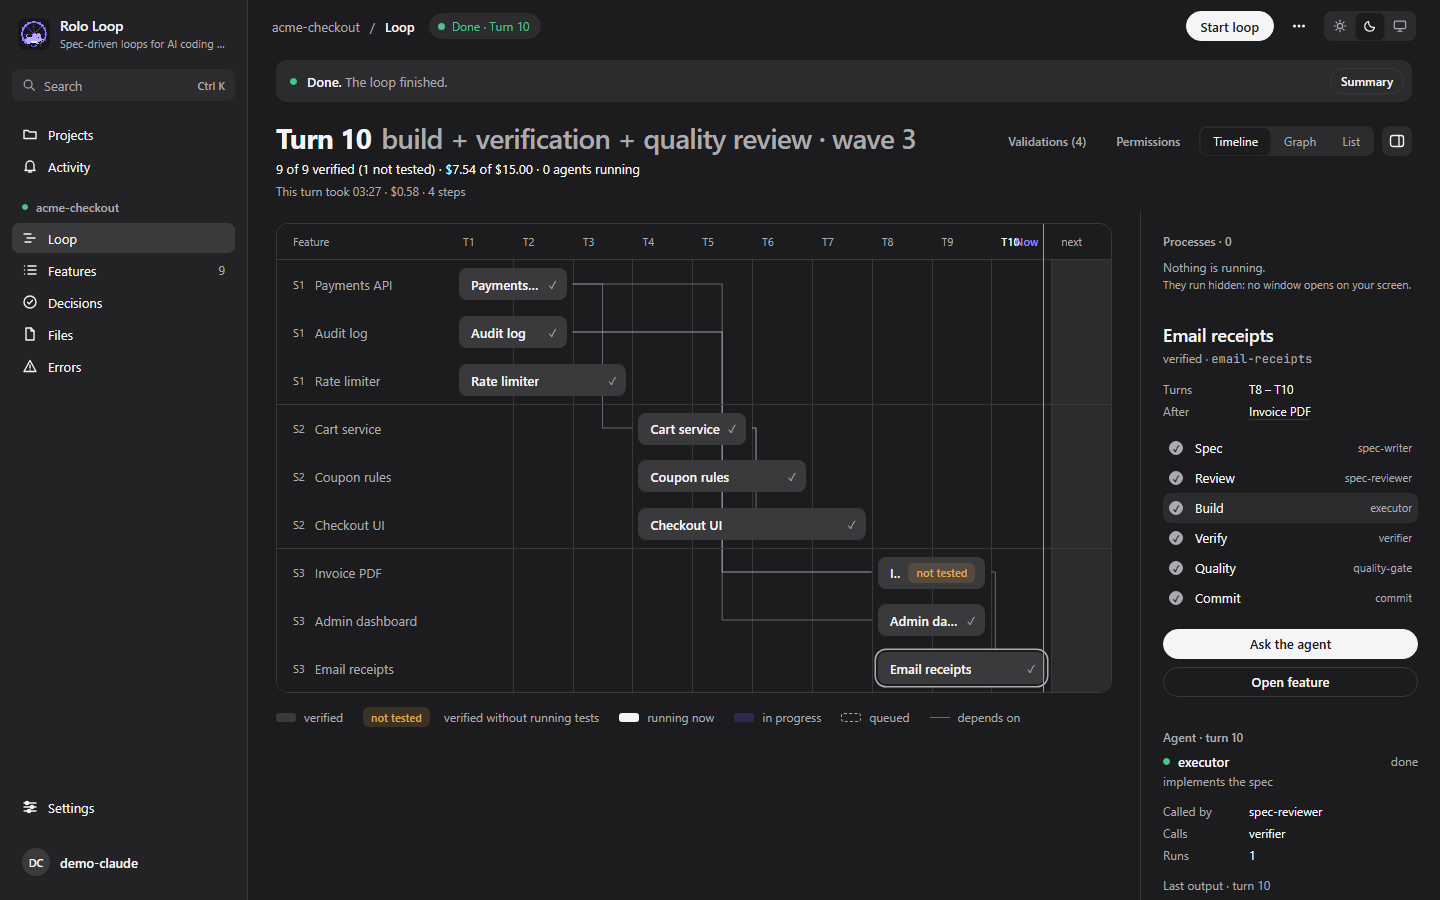 Rolo Loop
Spec-driven loops for AI coding ...
Search Ctrl K
Projects
Activity
acme-checkout
Loop
Features 9
Decisions
Files
Errors
Settings
DC demo-claude
acme-checkout / Loop Done · Turn 10
Start loop
Done. The loop finished. Summary
Turn 10 build + verification + quality review · wave 3
9 of 9 verified (1 not tested) · $7.54 of $15.00 · 0 agents running
This turn took 03:27 · $0.58 · 4 steps
Validations (4) Permissions Timeline Graph List
Feature T1 T2 T3 T4 T5 T6 T7 T8 T9 T10 Now next
S1 Payments API Payments... ✓
S1 Audit log Audit log ✓
S1 Rate limiter Rate limiter ✓
S2 Cart service Cart service ✓
S2 Coupon rules Coupon rules ✓
S2 Checkout UI Checkout UI ✓
S3 Invoice PDF I.. not tested
S3 Admin dashboard Admin da... ✓
S3 Email receipts Email receipts ✓
verified not tested verified without running tests running now in progress queued depends on
Processes · 0
Nothing is running.
They run hidden: no window opens on your screen.
Email receipts
verified · email-receipts
Turns T8 – T10
After Invoice PDF
Spec spec-writer
Review spec-reviewer
Build executor
Verify verifier
Quality quality-gate
Commit commit
Ask the agent
Open feature
Agent · turn 10
executor done
implements the spec
Called by spec-reviewer
Calls verifier
Runs 1
Last output · turn 10